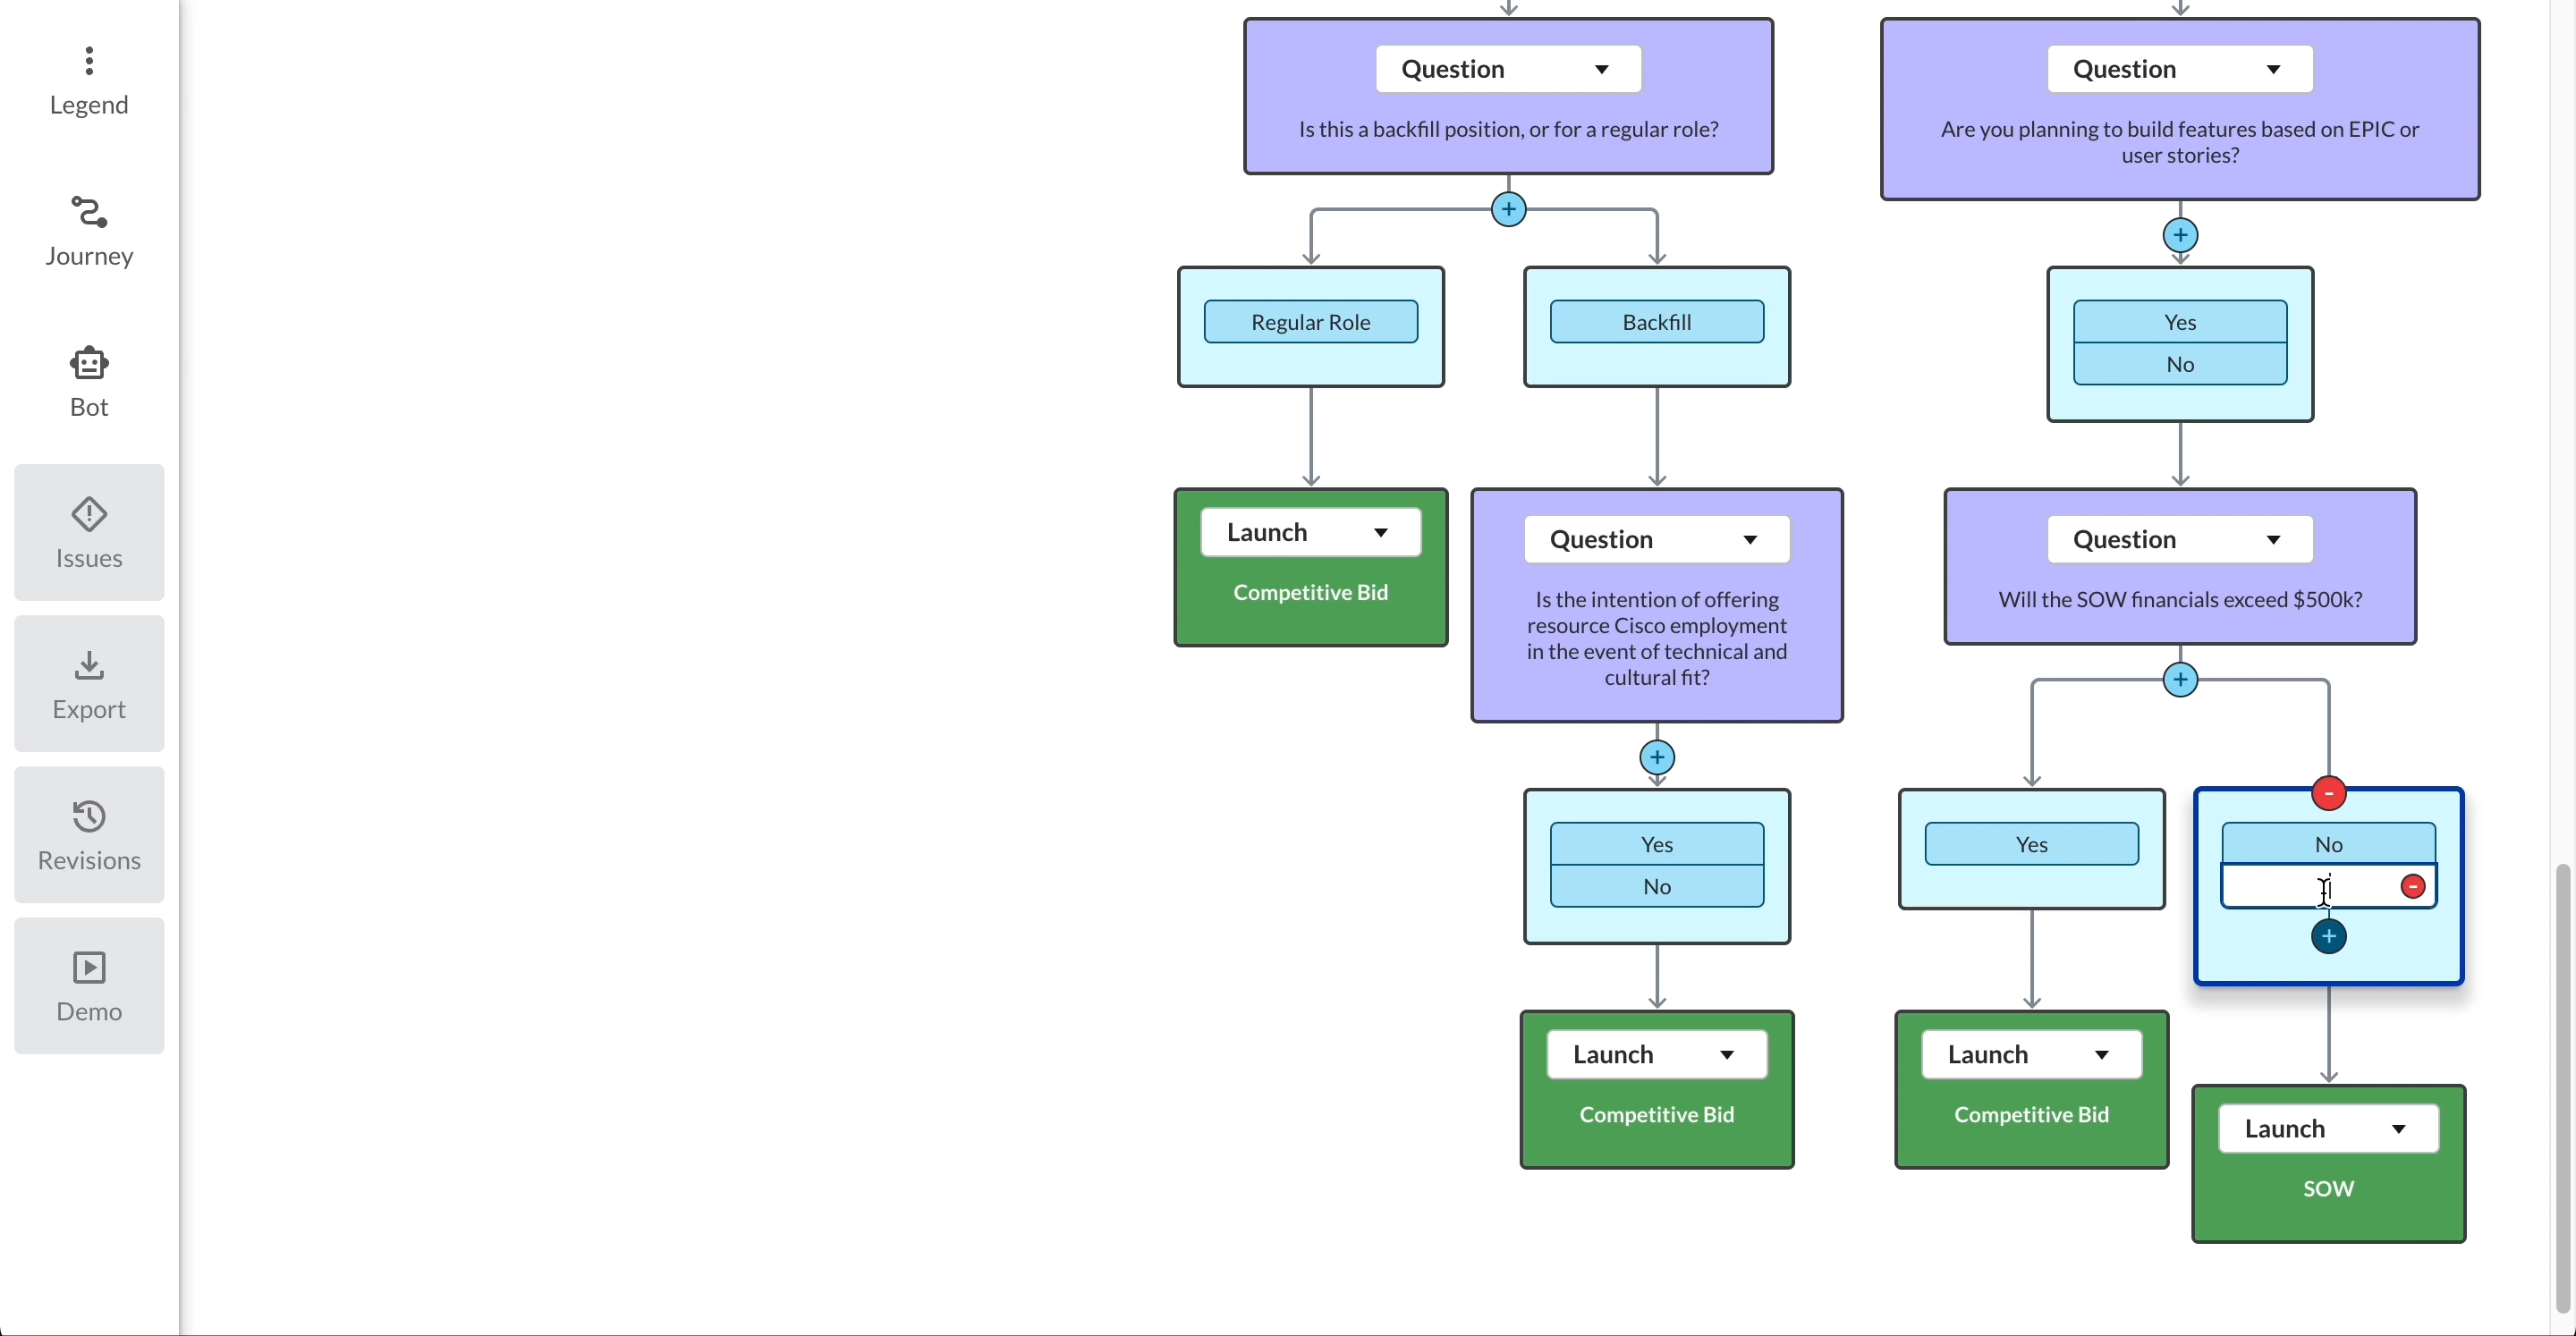 Legend
Journey
Bot
Issues
Export
Revisions
Demo
Question
Is this a backfill position, or for a regular role?
+
Regular Role
Backfill
Launch
Competitive Bid
Question
Is the intention of offering
resource Cisco employment
in the event of technical and
cultural fit?
+
Yes
No
Launch
Competitive Bid
Question
Are you planning to build features based on EPIC or
user stories?
+
Yes
No
Question
Will the SOW financials exceed $500k?
+
Yes
Launch
Competitive Bid
-
No
-
+
Launch
SOW